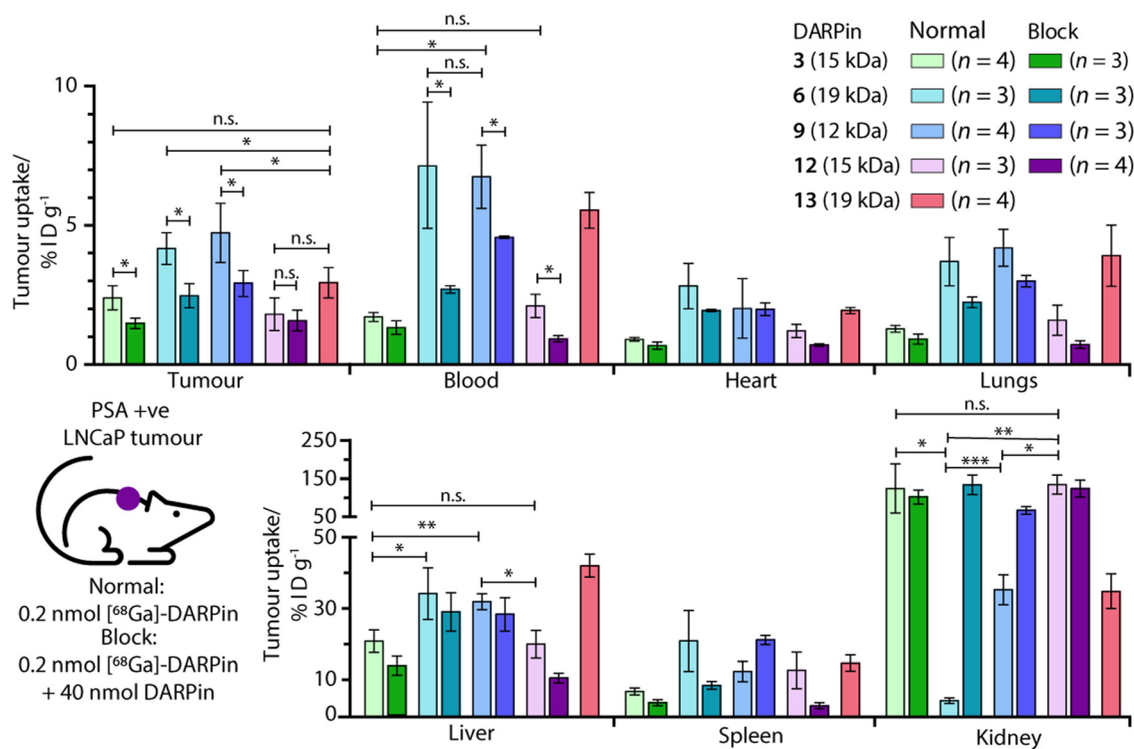 DARPin Normal Block
3 (15 kDa) (n = 4) (n = 3)
6 (19 kDa) (n = 3) (n = 3)
9 (12 kDa) (n = 4) (n = 3)
12 (15 kDa) (n = 3) (n = 4)
13 (19 kDa) (n = 4)
n.s.
*
n.s.
*
*
n.s.
*
*
*
*
*
n.s.
n.s.
*
Tumour uptake/
% I D g⁻¹
10
5
0
Tumour Blood Heart Lungs
PSA +ve
LNCaP tumour
Normal:
0.2 nmol [⁶⁸Ga]-DARPin
Block:
0.2 nmol [⁶⁸Ga]-DARPin
+ 40 nmol DARPin
Tumour uptake/
% I D g⁻¹
250
150
50
50
30
10
0
n.s.
**
*
*
n.s.
**
*
***
*
Liver Spleen Kidney